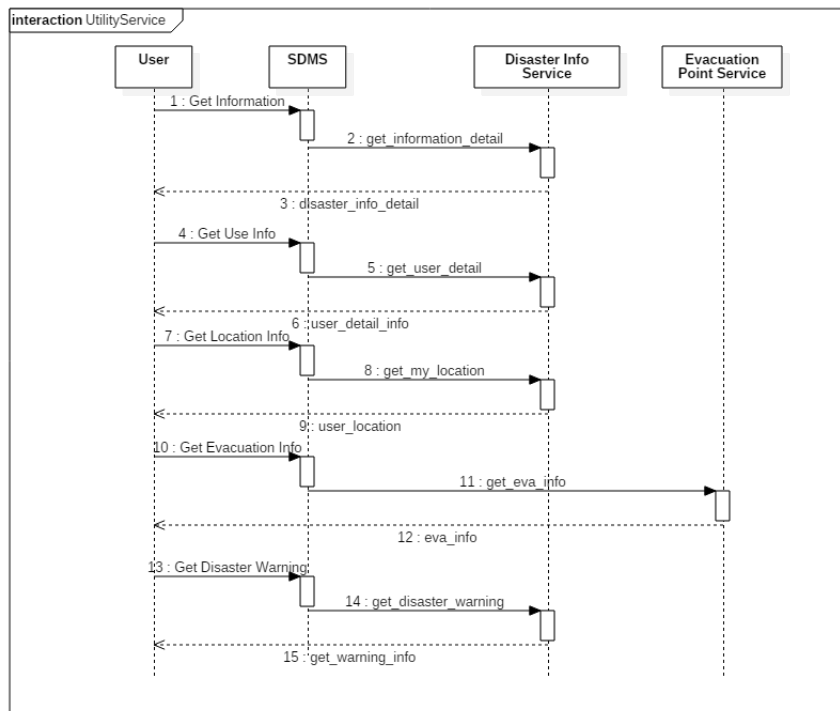 interaction UtilityService
User
SDMS
Disaster Info
Service
Evacuation
Point Service
1 : Get Information
2 : get_information_detail
3 : disaster_info_detail
4 : Get Use Info
5 : get_user_detail
6 : user_detail_info
7 : Get Location Info
8 : get_my_location
9 : user_location
10 : Get Evacuation Info
11 : get_eva_info
12 : eva_info
13 : Get Disaster Warning
14 : get_disaster_warning
15 : get_warning_info